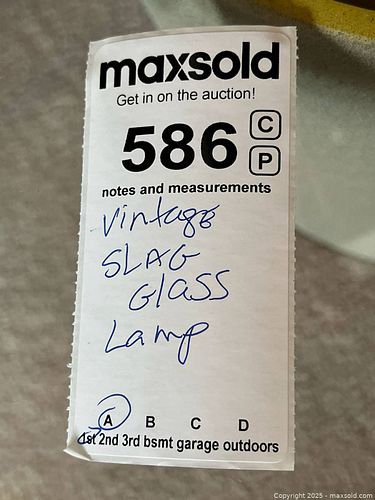 maxsold
Get in on the auction!
586 C
P
notes and measurements
Vintage
SLAG
Glass
Lamp
A B C D
1st 2nd 3rd bsmt garage outdoors
Copyright 2025 - maxsold.com